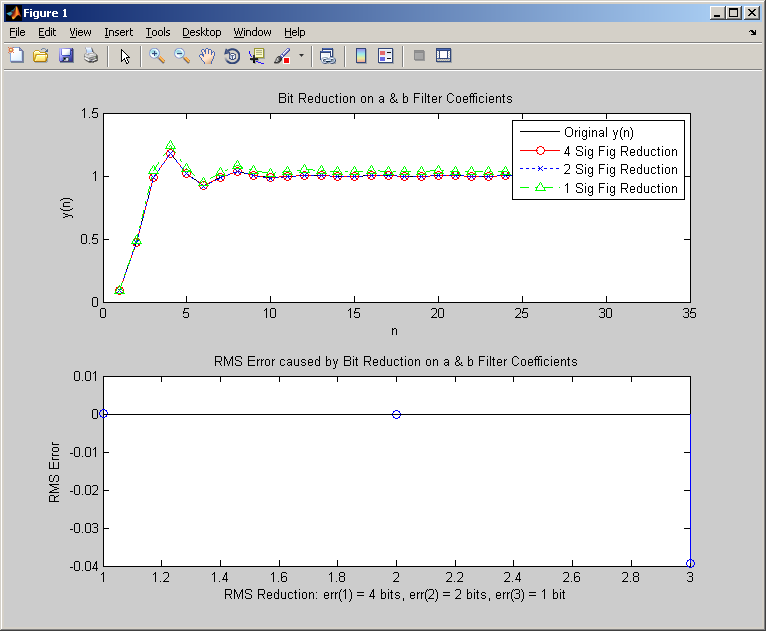 Figure 1
File Edit View Insert Tools Desktop Window Help
Bit Reduction on a & b Filter Coefficients
1.5
1
0.5
0
y(n)
Original y(n)
4 Sig Fig Reduction
2 Sig Fig Reduction
1 Sig Fig Reduction
0 5 10 15 20 25 30 35
n
RMS Error caused by Bit Reduction on a & b Filter Coefficients
0.01
0
-0.01
-0.02
-0.03
-0.04
RMS Error
1 1.2 1.4 1.6 1.8 2 2.2 2.4 2.6 2.8 3
RMS Reduction: err(1) = 4 bits, err(2) = 2 bits, err(3) = 1 bit